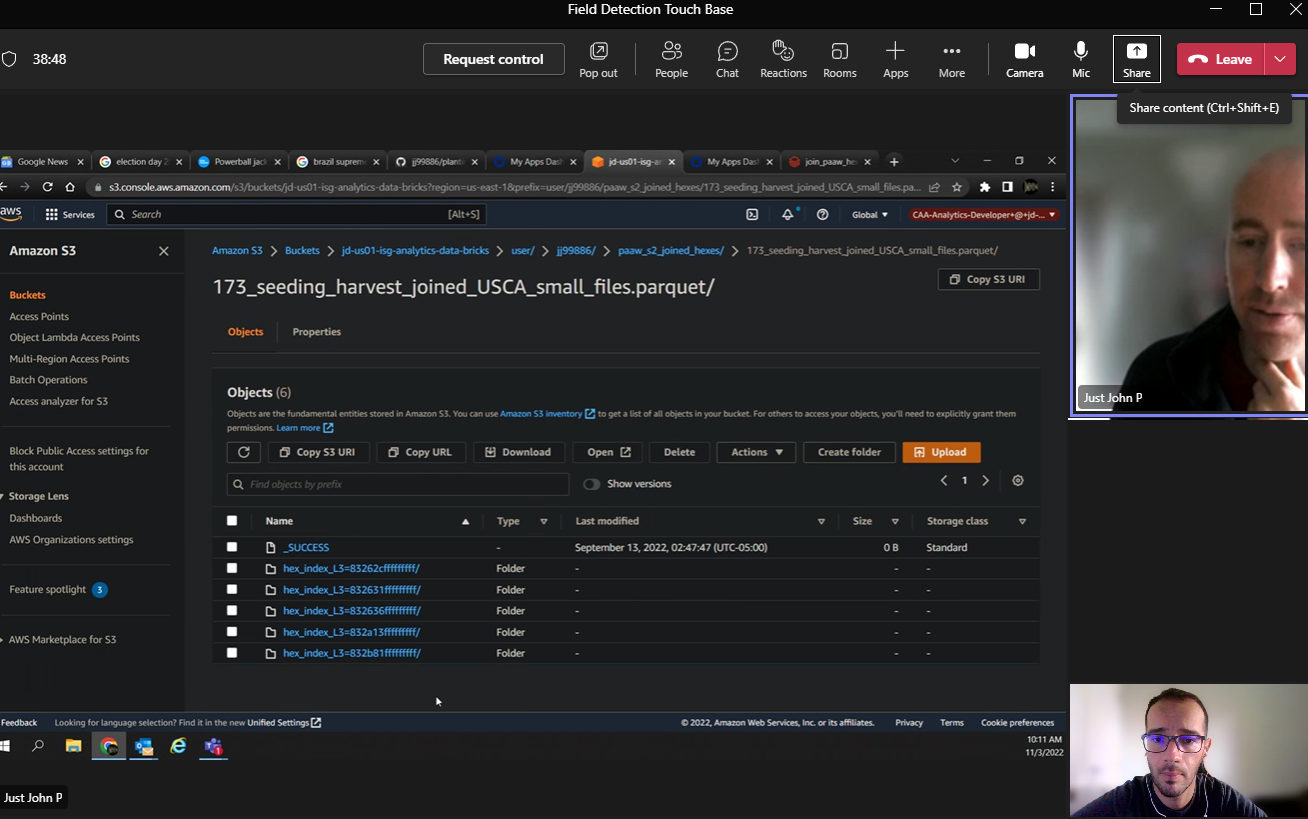 Field Detection Touch Base
38:48
Request control
Pop out
People
Chat
Reactions
Rooms
Apps
More
Camera
Mic
Share
Leave
Share content (Ctrl+Shift+E)
Google News
election day 2
Powerball jack
brazil suprem
jj99886/planti
My Apps Das
jd-us01-isg-a
My Apps Das
join_paaw_he
s3.console.aws.amazon.com/s3/buckets/jd-us01-isg-analytics-data-bricks?region=us-east-1&prefix=user/jj99886/paaw_s2_joined_hexes/173_seeding_harvest_joined_USCA_small_files.pa...
aws
Services
Search
[Alt+S]
Global
CAA-Analytics-Developer+@+jd-...
Amazon S3
Buckets
Access Points
Object Lambda Access Points
Multi-Region Access Points
Batch Operations
Access analyzer for S3
Block Public Access settings for
this account
Storage Lens
Dashboards
AWS Organizations settings
Feature spotlight 3
AWS Marketplace for S3
Amazon S3 > Buckets > jd-us01-isg-analytics-data-bricks > user/ > jj99886/ > paaw_s2_joined_hexes/ > 173_seeding_harvest_joined_USCA_small_files.parquet/
173_seeding_harvest_joined_USCA_small_files.parquet/
Copy S3 URI
Objects
Properties
Objects (6)
Objects are the fundamental entities stored in Amazon S3. You can use Amazon S3 inventory to get a list of all objects in your bucket. For others to access your objects, you'll need to explicitly grant them
permissions. Learn more
Copy S3 URI
Copy URL
Download
Open
Delete
Actions
Create folder
Upload
Find objects by prefix
Show versions
1
Name Type Last modified Size Storage class
_SUCCESS - September 13, 2022, 02:47:47 (UTC-05:00) 0 B Standard
hex_index_L3=83262cfffffffff/ Folder - - -
hex_index_L3=832631fffffffff/ Folder - - -
hex_index_L3=832636fffffffff/ Folder - - -
hex_index_L3=832a13fffffffff/ Folder - - -
hex_index_L3=832b81fffffffff/ Folder - - -
Feedback
Looking for language selection? Find it in the new Unified Settings
© 2022, Amazon Web Services, Inc. or its affiliates.
Privacy
Terms
Cookie preferences
10:11 AM
11/3/2022
Just John P
Just John P